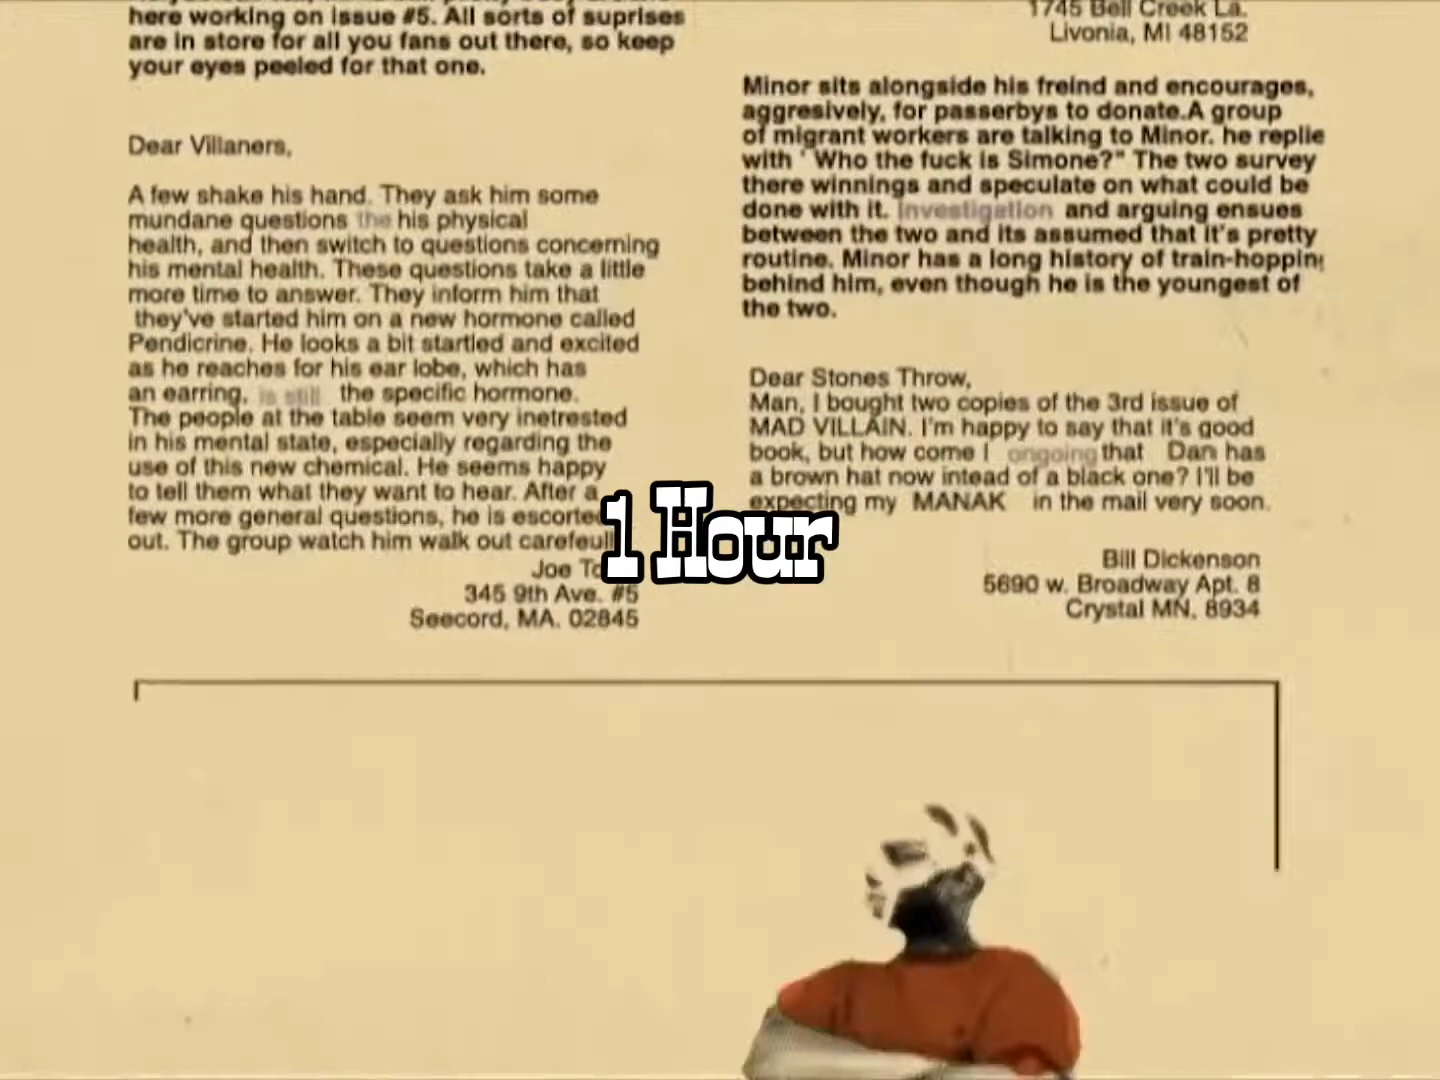 here working on issue #5. All sorts of suprises
are in store for all you fans out there, so keep
your eyes peeled for that one.
Dear Villaners,
A few shake his hand. They ask him some
mundane questions the his physical
health, and then switch to questions concerning
his mental health. These questions take a little
more time to answer. They inform him that
they've started him on a new hormone called
Pendicrine. He looks a bit startled and excited
as he reaches for his ear lobe, which has
an earring, is still the specific hormone.
The people at the table seem very inetrested
in his mental state, especially regarding the
use of this new chemical. He seems happy
to tell them what they want to hear. After a
few more general questions, he is escorted
out. The group watch him walk out carefeull
Joe
345 9th Ave. #5
Seecord, MA. 02845
1745 Bell Creek La.
Livonia, MI 48152
Minor sits alongside his freind and encourages,
aggresively, for passerbys to donate.A group
of migrant workers are talking to Minor. he replie
with ' Who the fuck is Simone?" The two survey
there winnings and speculate on what could be
done with it. Investigation and arguing ensues
between the two and its assumed that it's pretty
routine. Minor has a long history of train-hopping
behind him, even though he is the youngest of
the two.
Dear Stones Throw,
Man, I bought two copies of the 3rd issue of
MAD VILLAIN. I'm happy to say that it's good
book, but how come I ongoing that Dan has
a brown hat now intead of a black one? I'll be
expecting my MANAK in the mail very soon.
Bill Dickenson
5690 w. Broadway Apt. 8
Crystal MN. 8934
1 Hour